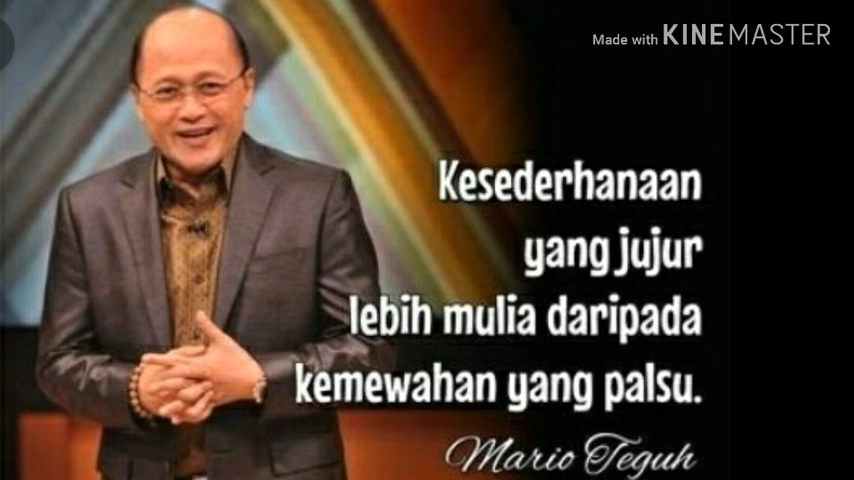 Made with KINEMASTER
Kesederhanaan
yang jujur
lebih mulia daripada
kemewahan yang palsu.
Mario Teguh